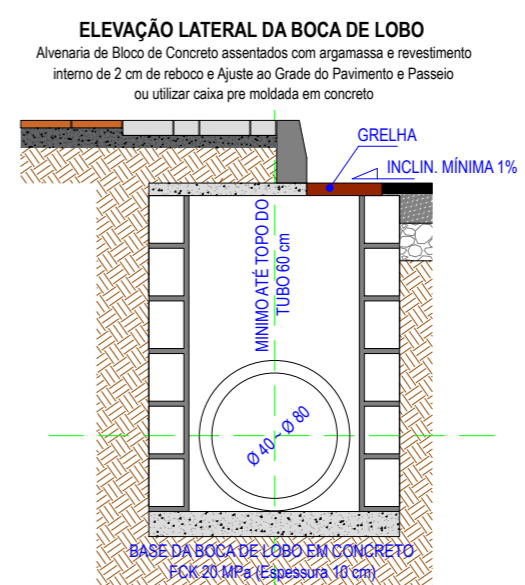 ELEVAÇÃO LATERAL DA BOCA DE LOBO
Alvenaria de Bloco de Concreto assentados com argamassa e revestimento
interno de 2 cm de reboco e Ajuste ao Grade do Pavimento e Passeio
ou utilizar caixa pre moldada em concreto
GRELHA
INCLIN. MÍNIMA 1%
MINIMO ATÉ TOPO DO
TUBO 60 cm
Ø 40 ~ Ø 80
BASE DA BOCA DE LOBO EM CONCRETO
FCK 20 MPa (Espessura 10 cm)